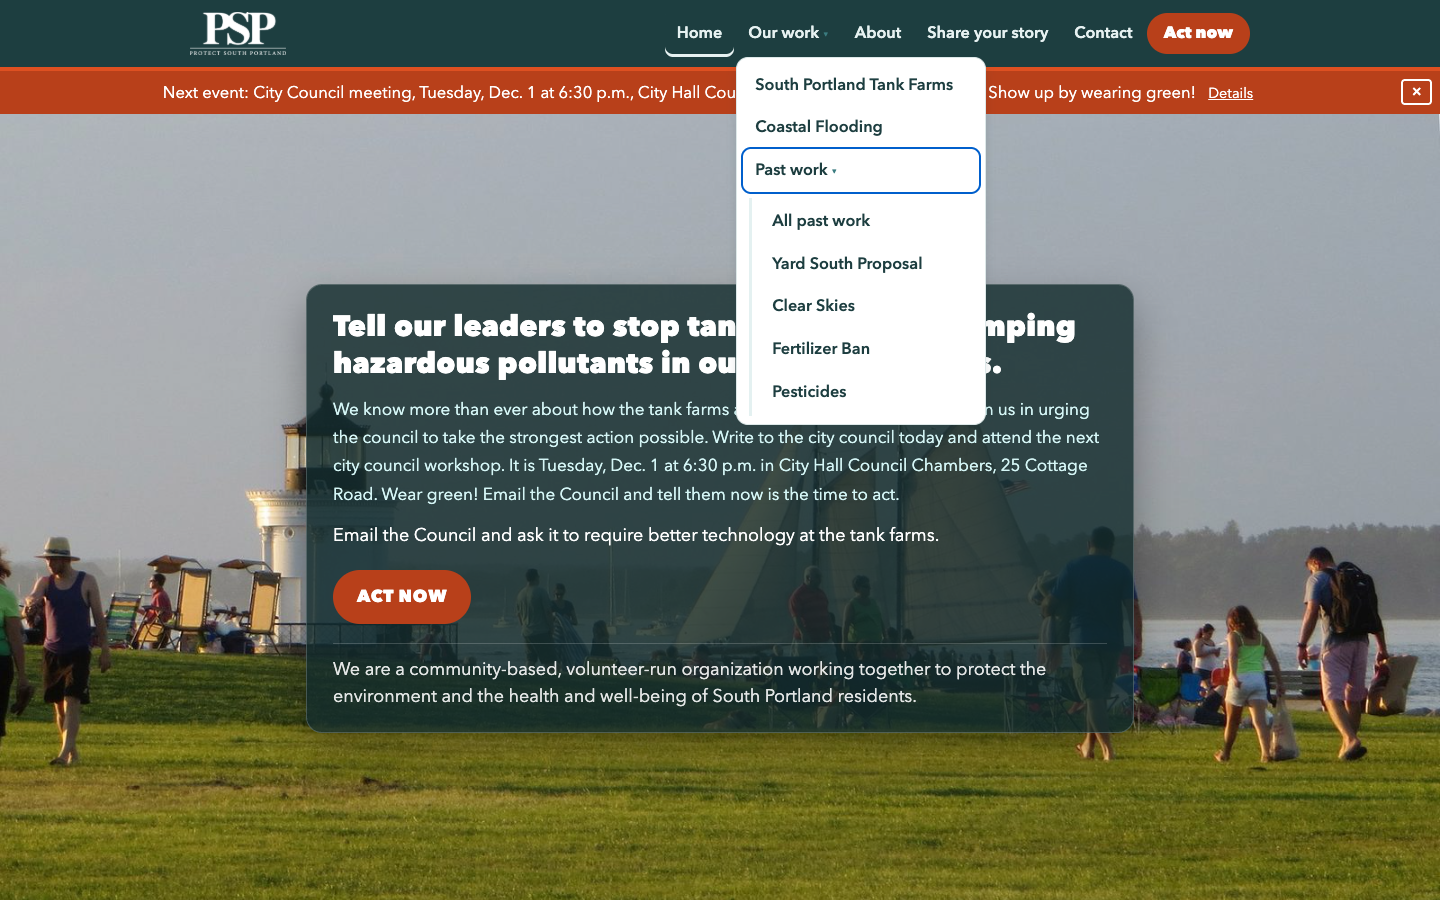 PSP
PROTECT SOUTH PORTLAND
Home
Our work
About
Share your story
Contact
Act now
Next event: City Council meeting, Tuesday, Dec. 1 at 6:30 p.m., City Hall Cou
Show up by wearing green!
Details
×
South Portland Tank Farms
Coastal Flooding
Past work
All past work
Yard South Proposal
Clear Skies
Fertilizer Ban
Pesticides
Tell our leaders to stop
hazardous pollutants in
We know more than ever about how the tank farms us in urging
the council to take the strongest action possible. Write to the city council today and attend the next
city council workshop. It is Tuesday, Dec. 1 at 6:30 p.m. in City Hall Council Chambers, 25 Cottage
Road. Wear green! Email the Council and tell them now is the time to act.
Email the Council and ask it to require better technology at the tank farms.
ACT NOW
We are a community-based, volunteer-run organization working together to protect the
environment and the health and well-being of South Portland residents.